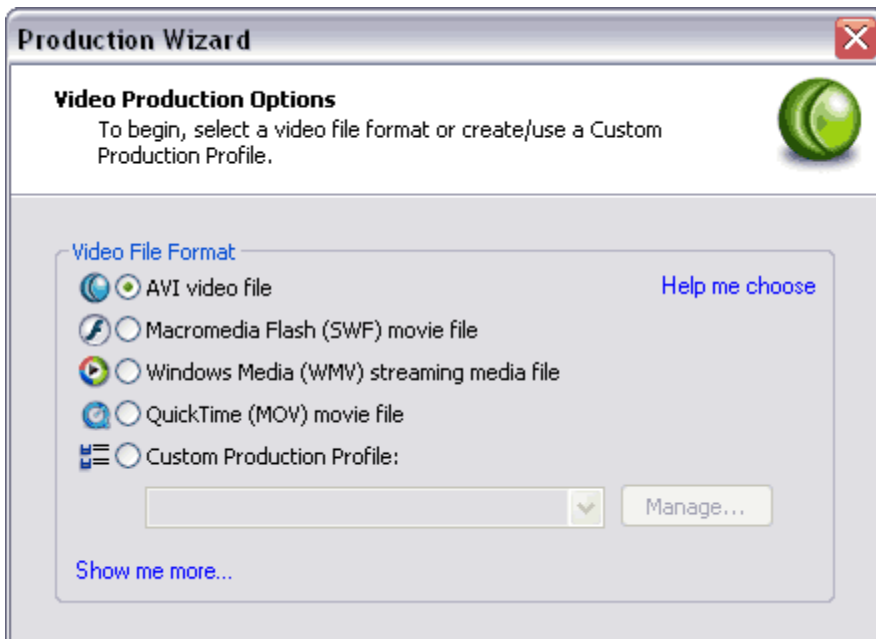 Production Wizard
Video Production Options
To begin, select a video file format or create/use a Custom
Production Profile.
Video File Format
AVI video file
Help me choose
Macromedia Flash (SWF) movie file
Windows Media (WMV) streaming media file
QuickTime (MOV) movie file
Custom Production Profile:
Manage...
Show me more...